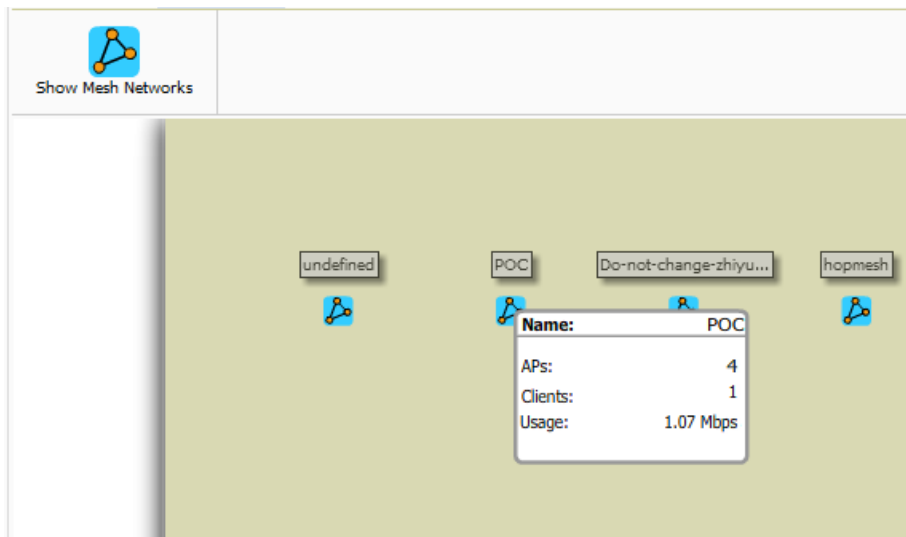 Show Mesh Networks
undefined
POC
Do-not-change-zhiyu...
hopmesh
Name: POC
APs: 4
Clients: 1
Usage: 1.07 Mbps